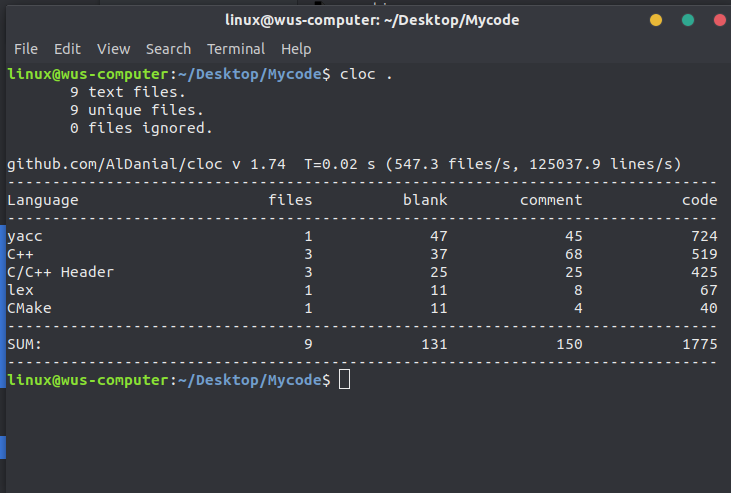 linux@wus-computer: ~/Desktop/Mycode
File Edit View Search Terminal Help
linux@wus-computer:~/Desktop/Mycode$ cloc .
       9 text files.
       9 unique files.
       0 files ignored.
github.com/AlDanial/cloc v 1.74  T=0.02 s (547.3 files/s, 125037.9 lines/s)
-------------------------------------------------------------------------------
Language                     files          blank        comment           code
-------------------------------------------------------------------------------
yacc                             1             47             45            724
C++                              3             37             68            519
C/C++ Header                     3             25             25            425
lex                              1             11              8             67
CMake                            1             11              4             40
-------------------------------------------------------------------------------
SUM:                             9            131            150           1775
-------------------------------------------------------------------------------
linux@wus-computer:~/Desktop/Mycode$